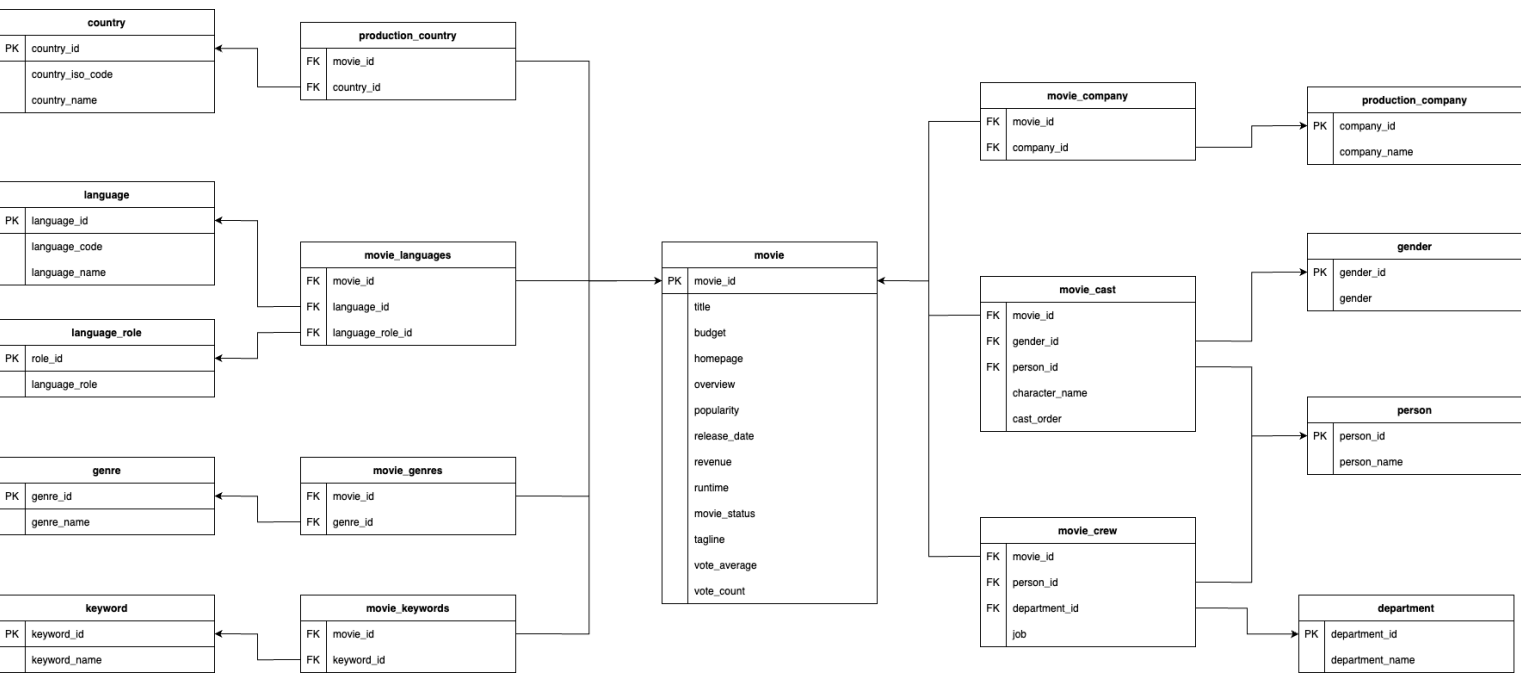 country
PK country_id
country_iso_code
country_name
production_country
FK movie_id
FK country_id
language
PK language_id
language_code
language_name
language_role
PK role_id
language_role
movie_languages
FK movie_id
FK language_id
FK language_role_id
genre
PK genre_id
genre_name
movie_genres
FK movie_id
FK genre_id
keyword
PK keyword_id
keyword_name
movie_keywords
FK movie_id
FK keyword_id
movie
PK movie_id
title
budget
homepage
overview
popularity
release_date
revenue
runtime
movie_status
tagline
vote_average
vote_count
movie_company
FK movie_id
FK company_id
production_company
PK company_id
company_name
movie_cast
FK movie_id
FK gender_id
FK person_id
character_name
cast_order
gender
PK gender_id
gender
person
PK person_id
person_name
movie_crew
FK movie_id
FK person_id
FK department_id
job
department
PK department_id
department_name